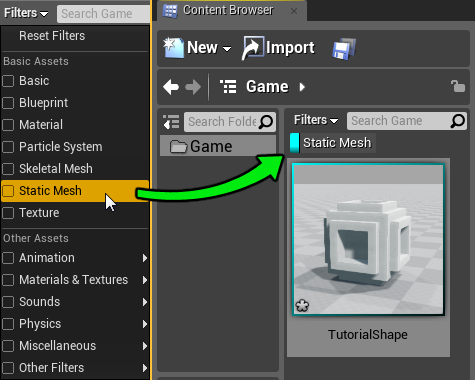 Filters
Search Game
Reset Filters
Basic Assets
Basic
Blueprint
Material
Particle System
Skeletal Mesh
Static Mesh
Texture
Other Assets
Animation
Materials & Textures
Sounds
Physics
Miscellaneous
Other Filters
Content Browser
New
Import
Game
Search Folde
Game
Filters
Search Game
Static Mesh
TutorialShape